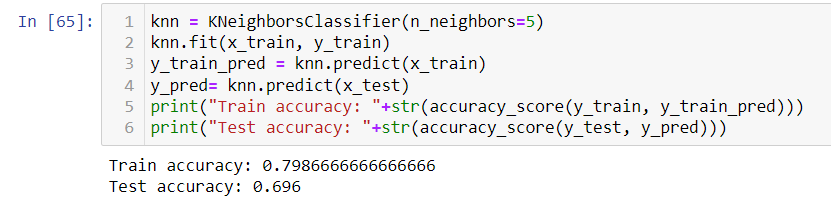 In [65]: 1 knn = KNeighborsClassifier(n_neighbors=5)
2 knn.fit(x_train, y_train)
3 y_train_pred = knn.predict(x_train)
4 y_pred= knn.predict(x_test)
5 print("Train accuracy: "+str(accuracy_score(y_train, y_train_pred)))
6 print("Test accuracy: "+str(accuracy_score(y_test, y_pred)))
Train accuracy: 0.7986666666666666
Test accuracy: 0.696